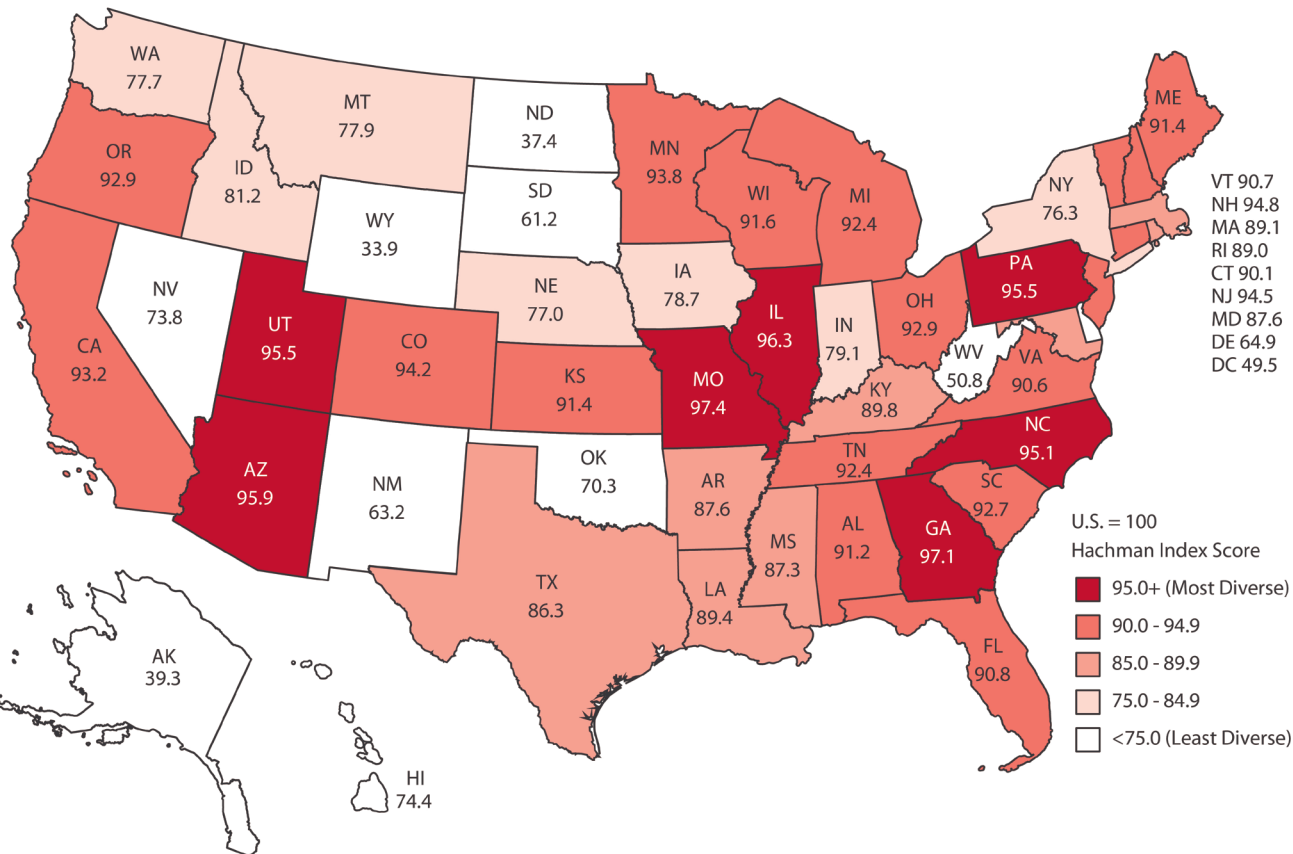 WA
77.7
MT
77.9
ND
37.4
MN
93.8
ME
91.4
OR
92.9
ID
81.2
WY
33.9
SD
61.2
WI
91.6
MI
92.4
NY
76.3
VT 90.7
NH 94.8
MA 89.1
RI 89.0
CT 90.1
NJ 94.5
MD 87.6
DE 64.9
DC 49.5
NV
73.8
UT
95.5
CO
94.2
NE
77.0
IA
78.7
IL
96.3
IN
79.1
OH
92.9
PA
95.5
WV
50.8
VA
90.6
CA
93.2
KS
91.4
MO
97.4
KY
89.8
NC
95.1
TN
92.4
SC
92.7
AZ
95.9
NM
63.2
OK
70.3
AR
87.6
MS
87.3
AL
91.2
GA
97.1
TX
86.3
LA
89.4
FL
90.8
AK
39.3
HI
74.4
U.S. = 100
Hachman Index Score
95.0+ (Most Diverse)
90.0 - 94.9
85.0 - 89.9
75.0 - 84.9
<75.0 (Least Diverse)